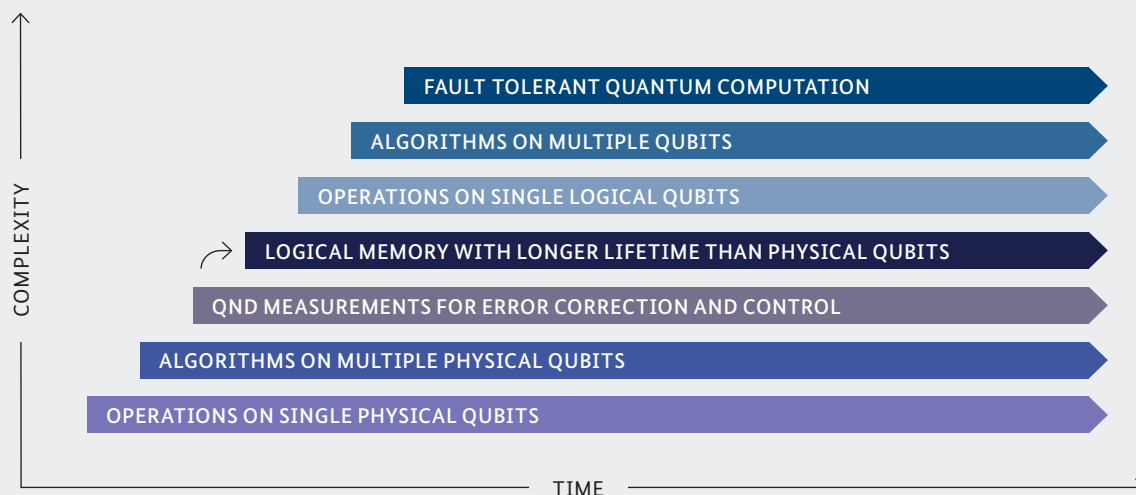 FAULT TOLERANT QUANTUM COMPUTATION
ALGORITHMS ON MULTIPLE QUBITS
OPERATIONS ON SINGLE LOGICAL QUBITS
LOGICAL MEMORY WITH LONGER LIFETIME THAN PHYSICAL QUBITS
QND MEASUREMENTS FOR ERROR CORRECTION AND CONTROL
ALGORITHMS ON MULTIPLE PHYSICAL QUBITS
OPERATIONS ON SINGLE PHYSICAL QUBITS
COMPLEXITY
TIME